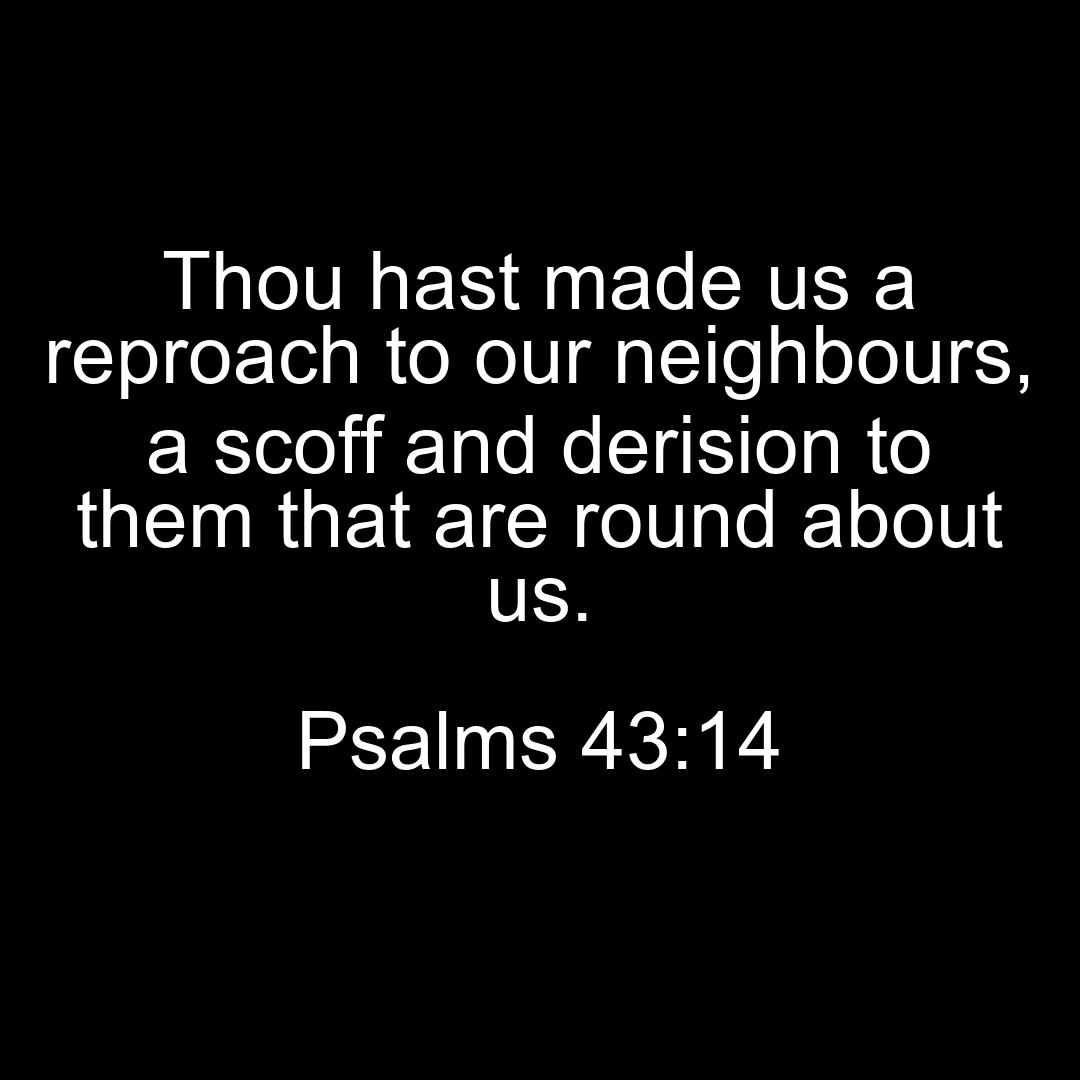 Thou hast made us a
reproach to our neighbours,
a scoff and derision to
them that are round about
us.
Psalms 43:14